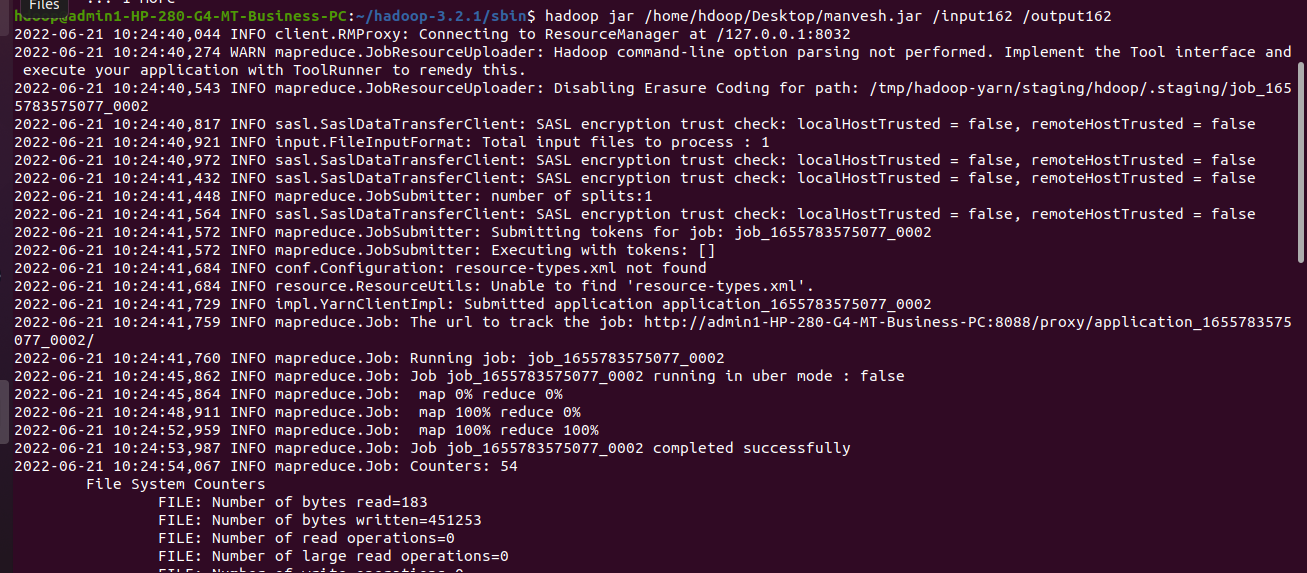 ... 1 more
Files
hdoop@admin1-HP-280-G4-MT-Business-PC:~/hadoop-3.2.1/sbin$ hadoop jar /home/hdoop/Desktop/manvesh.jar /input162 /output162
2022-06-21 10:24:40,044 INFO client.RMProxy: Connecting to ResourceManager at /127.0.0.1:8032
2022-06-21 10:24:40,274 WARN mapreduce.JobResourceUploader: Hadoop command-line option parsing not performed. Implement the Tool interface and
 execute your application with ToolRunner to remedy this.
2022-06-21 10:24:40,543 INFO mapreduce.JobResourceUploader: Disabling Erasure Coding for path: /tmp/hadoop-yarn/staging/hdoop/.staging/job_165
5783575077_0002
2022-06-21 10:24:40,817 INFO sasl.SaslDataTransferClient: SASL encryption trust check: localHostTrusted = false, remoteHostTrusted = false
2022-06-21 10:24:40,921 INFO input.FileInputFormat: Total input files to process : 1
2022-06-21 10:24:40,972 INFO sasl.SaslDataTransferClient: SASL encryption trust check: localHostTrusted = false, remoteHostTrusted = false
2022-06-21 10:24:41,432 INFO sasl.SaslDataTransferClient: SASL encryption trust check: localHostTrusted = false, remoteHostTrusted = false
2022-06-21 10:24:41,448 INFO mapreduce.JobSubmitter: number of splits:1
2022-06-21 10:24:41,564 INFO sasl.SaslDataTransferClient: SASL encryption trust check: localHostTrusted = false, remoteHostTrusted = false
2022-06-21 10:24:41,572 INFO mapreduce.JobSubmitter: Submitting tokens for job: job_1655783575077_0002
2022-06-21 10:24:41,572 INFO mapreduce.JobSubmitter: Executing with tokens: []
2022-06-21 10:24:41,684 INFO conf.Configuration: resource-types.xml not found
2022-06-21 10:24:41,684 INFO resource.ResourceUtils: Unable to find 'resource-types.xml'.
2022-06-21 10:24:41,729 INFO impl.YarnClientImpl: Submitted application application_1655783575077_0002
2022-06-21 10:24:41,759 INFO mapreduce.Job: The url to track the job: http://admin1-HP-280-G4-MT-Business-PC:8088/proxy/application_1655783575
077_0002/
2022-06-21 10:24:41,760 INFO mapreduce.Job: Running job: job_1655783575077_0002
2022-06-21 10:24:45,862 INFO mapreduce.Job: Job job_1655783575077_0002 running in uber mode : false
2022-06-21 10:24:45,864 INFO mapreduce.Job:  map 0% reduce 0%
2022-06-21 10:24:48,911 INFO mapreduce.Job:  map 100% reduce 0%
2022-06-21 10:24:52,959 INFO mapreduce.Job:  map 100% reduce 100%
2022-06-21 10:24:53,987 INFO mapreduce.Job: Job job_1655783575077_0002 completed successfully
2022-06-21 10:24:54,067 INFO mapreduce.Job: Counters: 54
File System Counters
FILE: Number of bytes read=183
FILE: Number of bytes written=451253
FILE: Number of read operations=0
FILE: Number of large read operations=0
FILE: Number of write operations=0